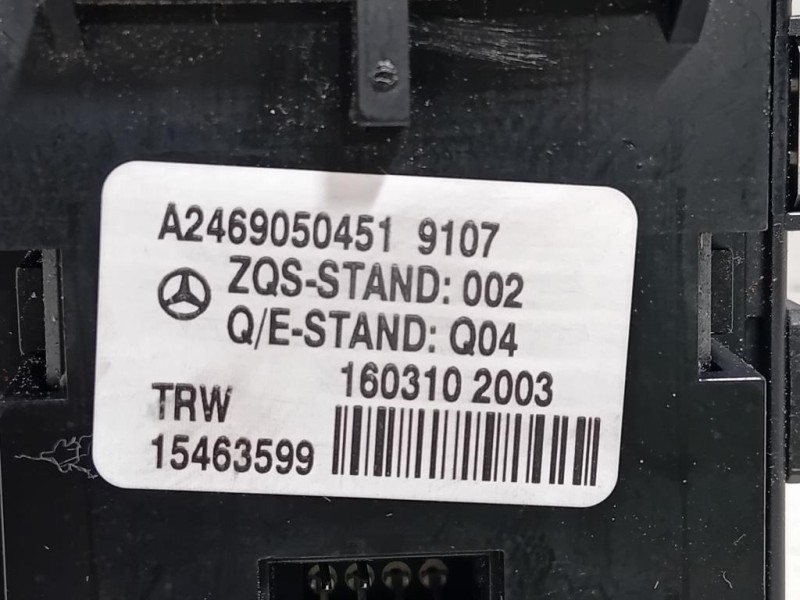 A2469050451 9107
ZQS-STAND: 002
Q/E-STAND: Q04
160310 2003
TRW
15463599